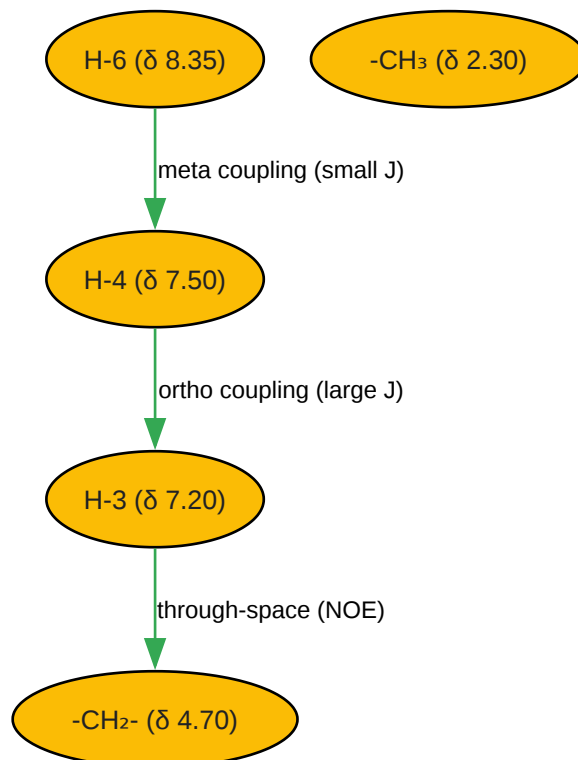 H-6 (δ 8.35)
-CH₃ (δ 2.30)
meta coupling (small J)
H-4 (δ 7.50)
ortho coupling (large J)
H-3 (δ 7.20)
through-space (NOE)
-CH₂- (δ 4.70)